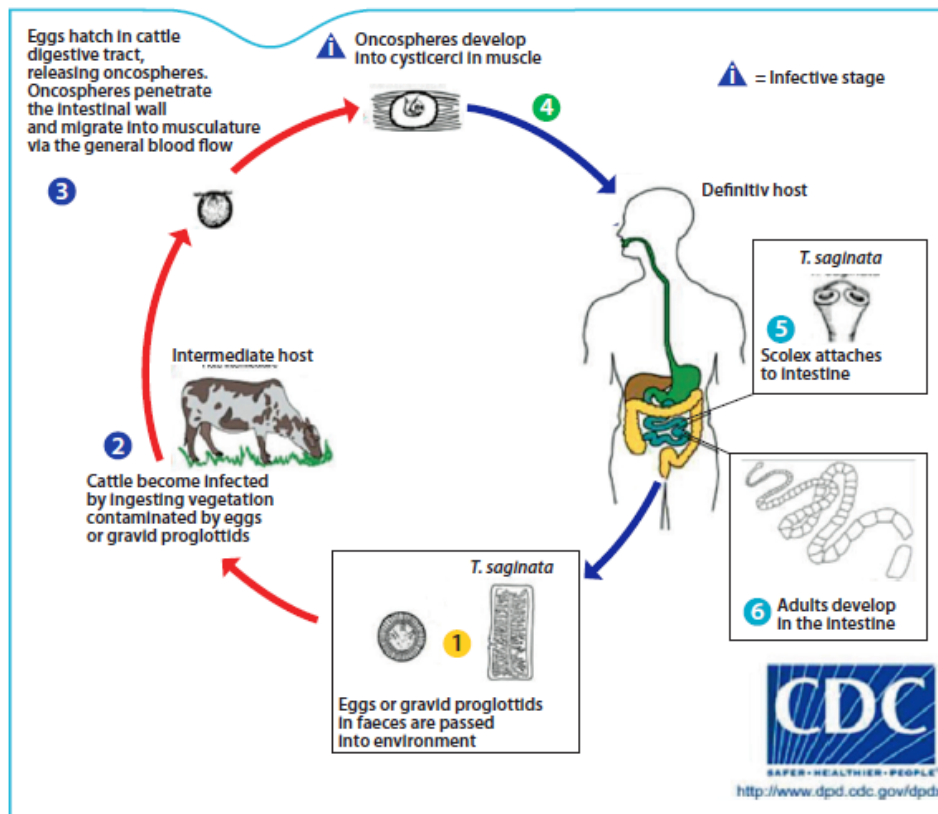 Eggs hatch in cattle
digestive tract,
releasing oncospheres.
Oncospheres penetrate
the intestinal wall
and migrate into musculature
via the general blood flow
3
i Oncospheres develop
into cysticerci in muscle
4
i = Infective stage
Definitiv host
T. saginata
5
Scolex attaches
to intestine
Intermediate host
2
Cattle become infected
by ingesting vegetation
contaminated by eggs
or gravid proglottids
T. saginata
1
Eggs or gravid proglottids
in faeces are passed
into environment
6 Adults develop
in the intestine
CDC
SAFER•HEALTHIER•PEOPLE
http://www.dpd.cdc.gov/dpdx